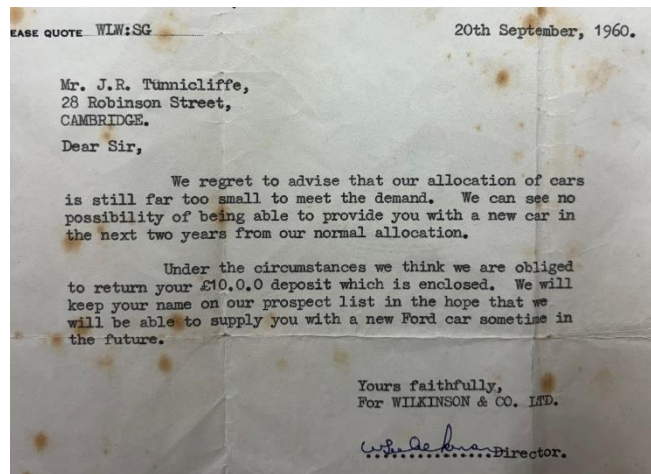 EASE QUOTE WLW:SG
20th September, 1960.
Mr. J.R. Tunnicliffe,
28 Robinson Street,
CAMBRIDGE.
Dear Sir,
We regret to advise that our allocation of cars
is still far too small to meet the demand. We can see no
possibility of being able to provide you with a new car in
the next two years from our normal allocation.
Under the circumstances we think we are obliged
to return your £10.0.0 deposit which is enclosed. We will
keep your name on our prospect list in the hope that we
will be able to supply you with a new Ford car sometime in
the future.
Yours faithfully,
For WILKINSON & CO. LTD.
Director.